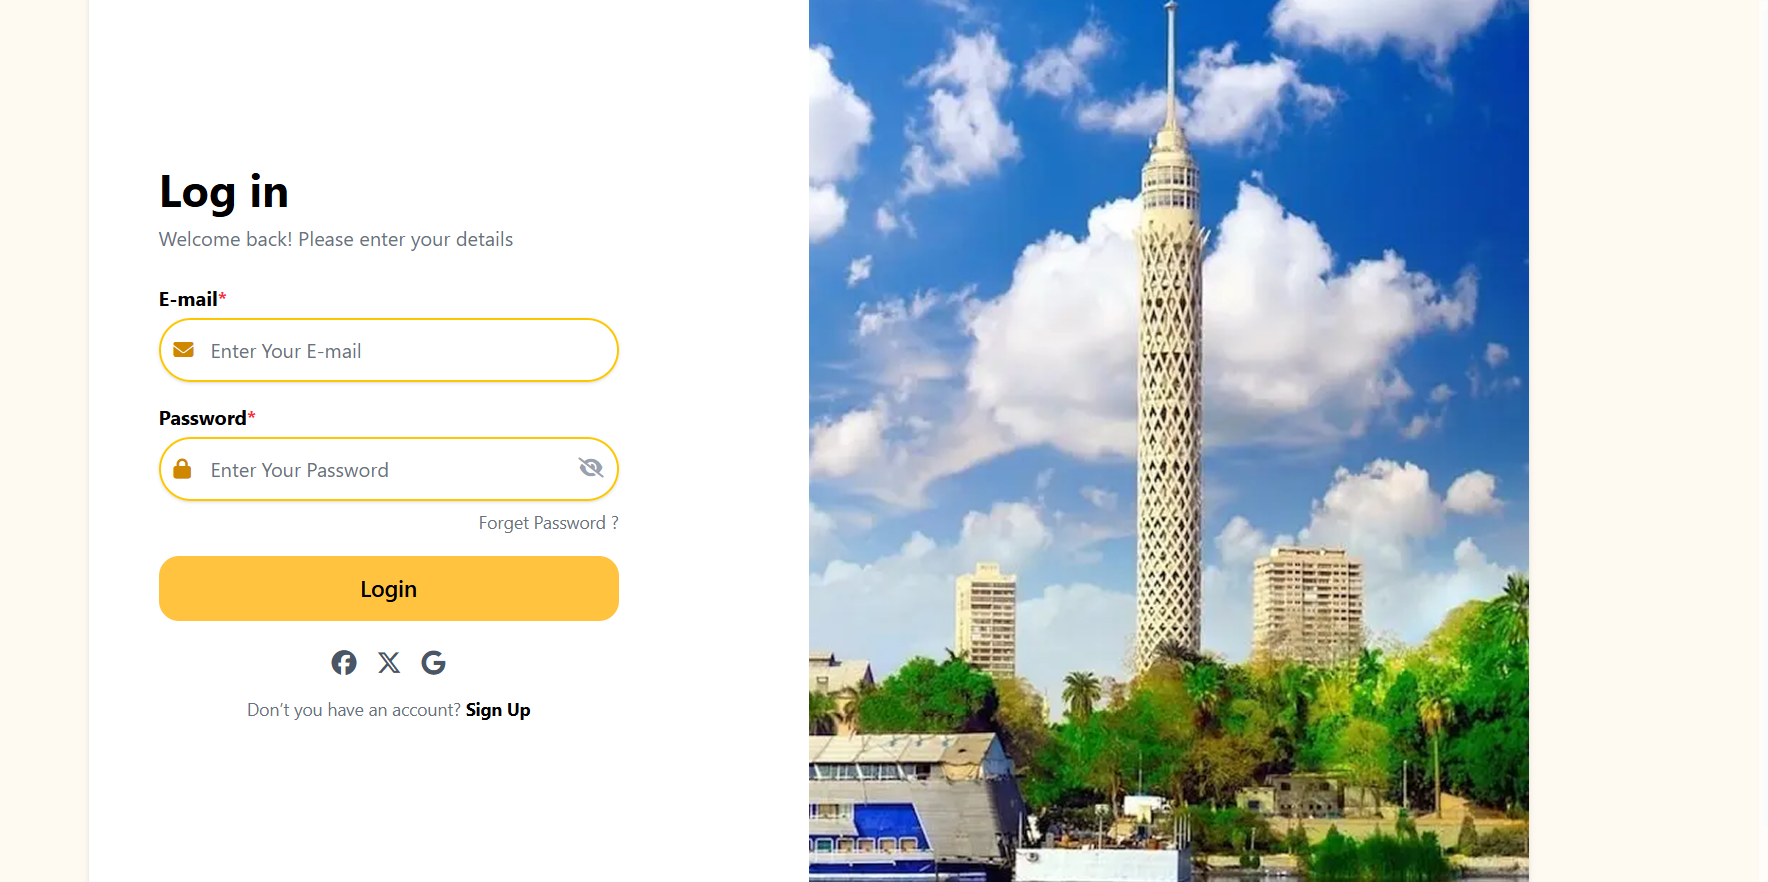 Log in
Welcome back! Please enter your details
E-mail*
Enter Your E-mail
Password*
Enter Your Password
Forget Password ?
Login
Don’t you have an account? Sign Up